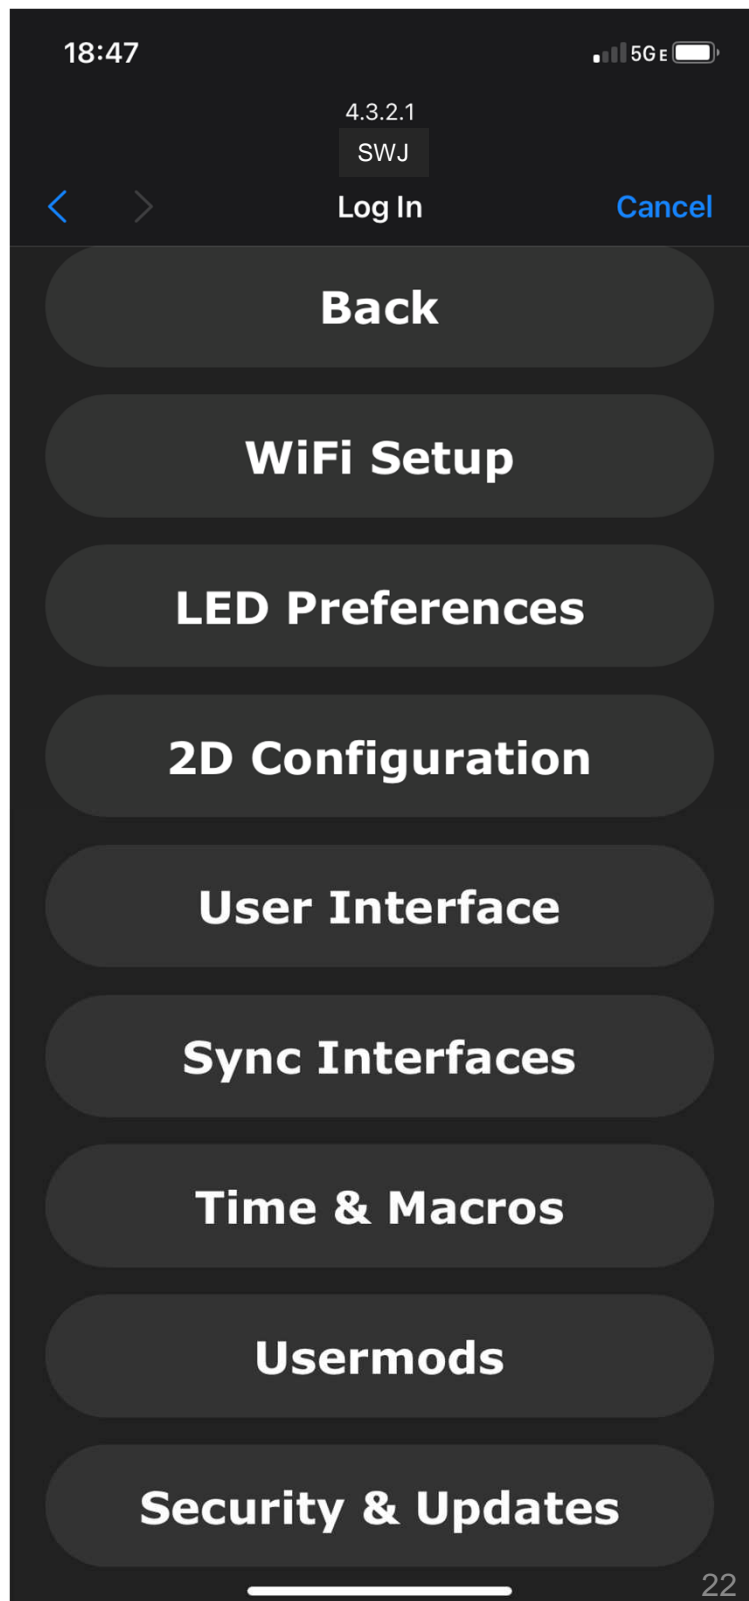 18:47
5G E
4.3.2.1
SWJ
Log In
Cancel
Back
WiFi Setup
LED Preferences
2D Configuration
User Interface
Sync Interfaces
Time & Macros
Usermods
Security & Updates
22